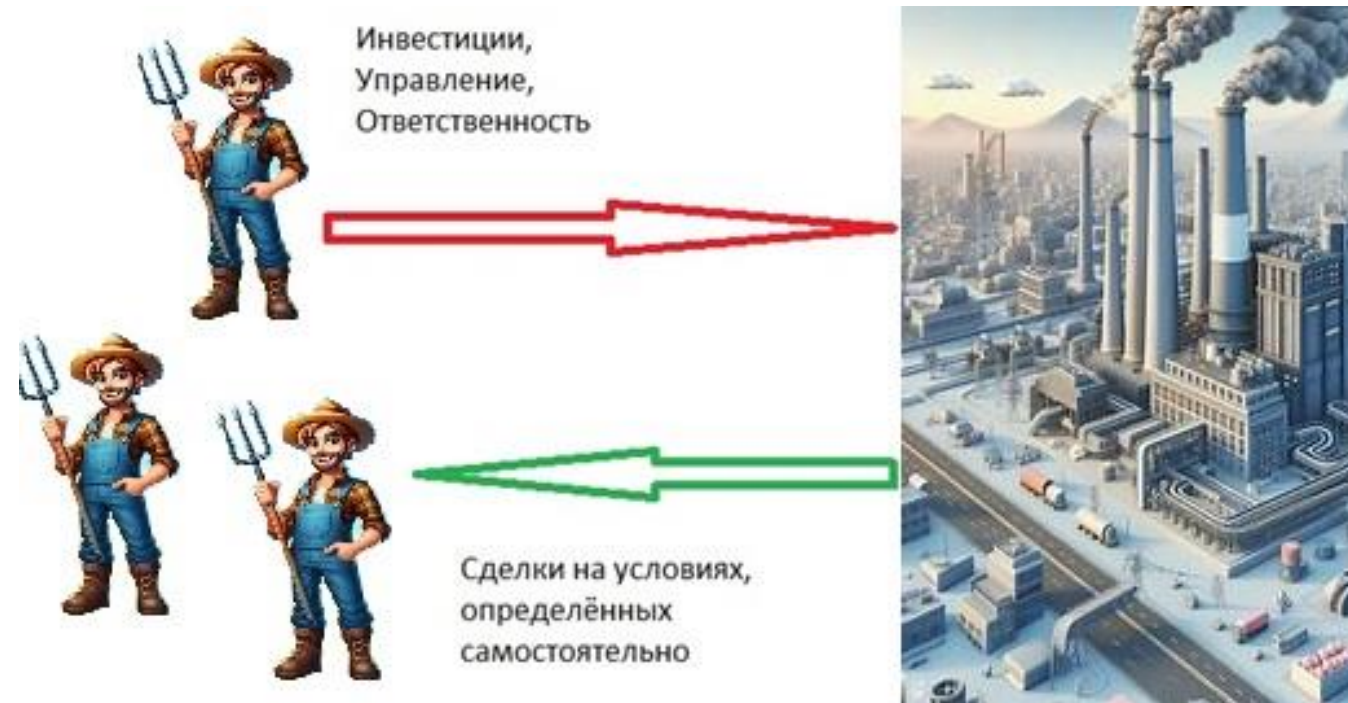 Инвестиции,
Управление,
Ответственность
Сделки на условиях,
определённых
самостоятельно